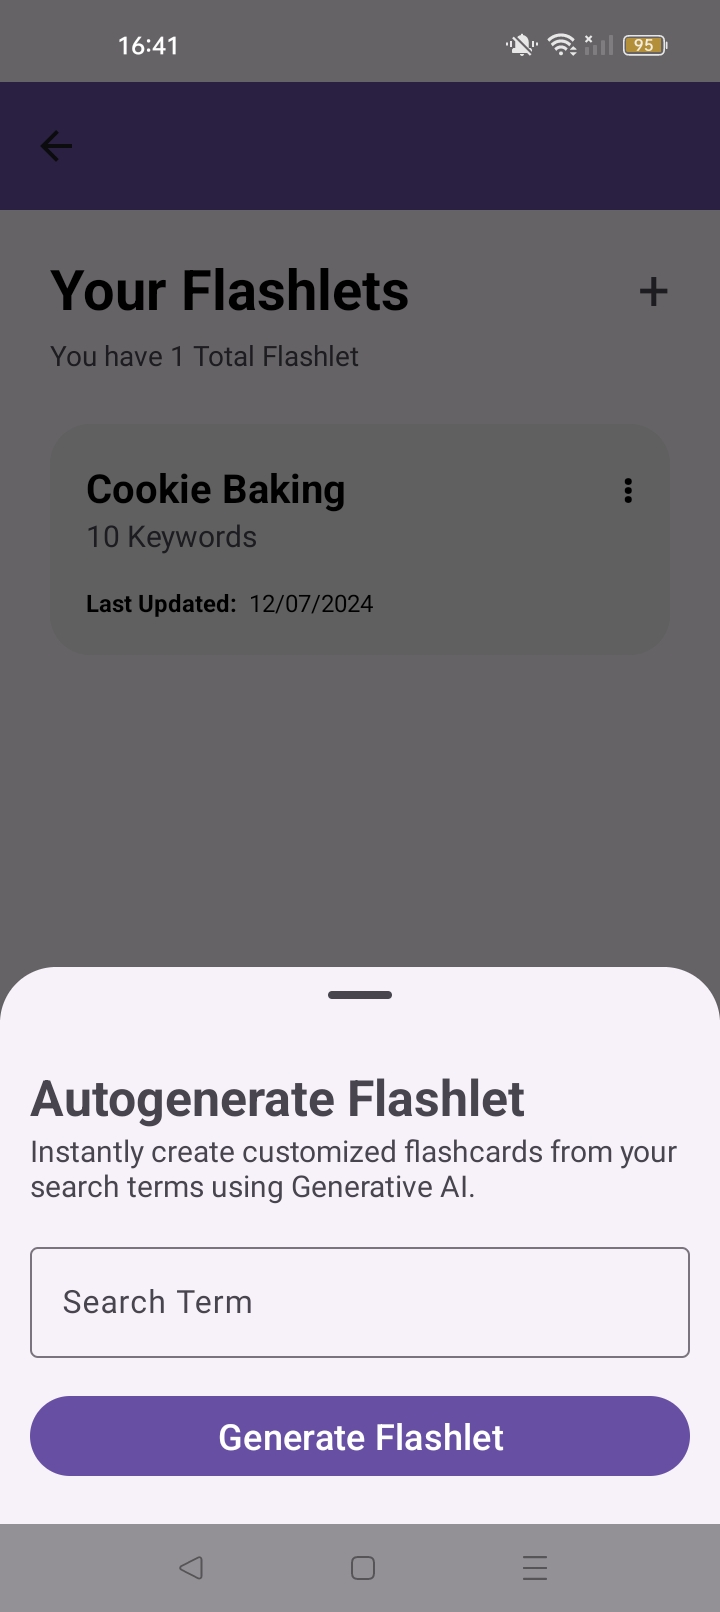 16:41
95
Your Flashlets
You have 1 Total Flashlet
Cookie Baking
10 Keywords
Last Updated: 12/07/2024
Autogenerate Flashlet
Instantly create customized flashcards from your
search terms using Generative AI.
Search Term
Generate Flashlet